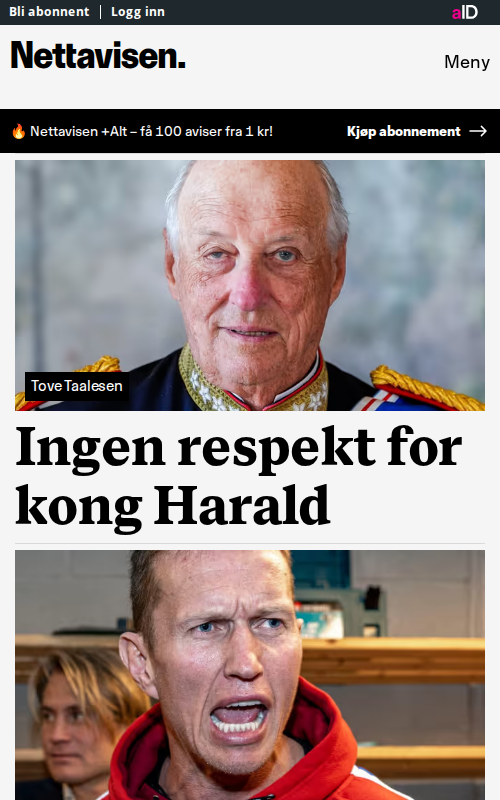 Bli abonnent | Logg inn
aID
Nettavisen.
Meny
🔥 Nettavisen +Alt – få 100 aviser fra 1 kr!
Kjøp abonnement →
Tove Taalesen
Ingen respekt for
kong Harald